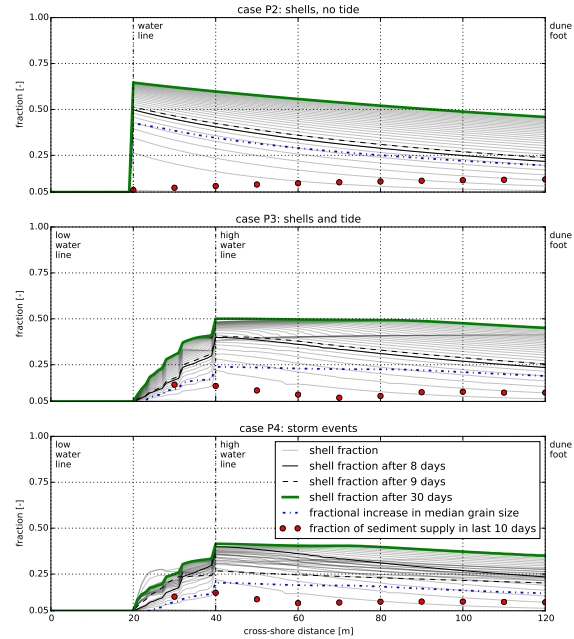 case P2: shells, no tide
1.00
0.75
0.50
0.25
0.05
fraction [-]
water
line
dune
foot
case P3: shells and tide
1.00
0.75
0.50
0.25
0.05
fraction [-]
low
water
line
high
water
line
dune
foot
case P4: storm events
1.00
0.75
0.50
0.25
0.05
fraction [-]
low
water
line
high
water
line
dune
foot
shell fraction
shell fraction after 8 days
shell fraction after 9 days
shell fraction after 30 days
fractional increase in median grain size
fraction of sediment supply in last 10 days
0 20 40 60 80 100 120
cross-shore distance [m]